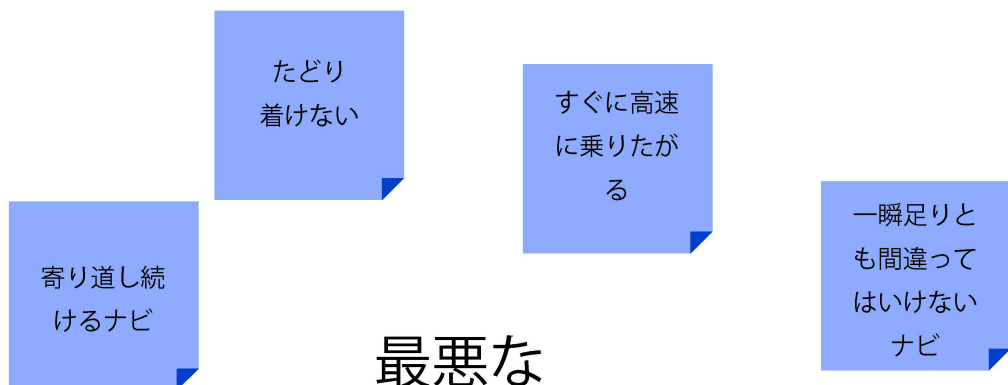 たどり
着けない
すぐに高速
に乗りたが
る
一瞬足りと
も間違って
はいけない
ナビ
寄り道し続
けるナビ
最悪な